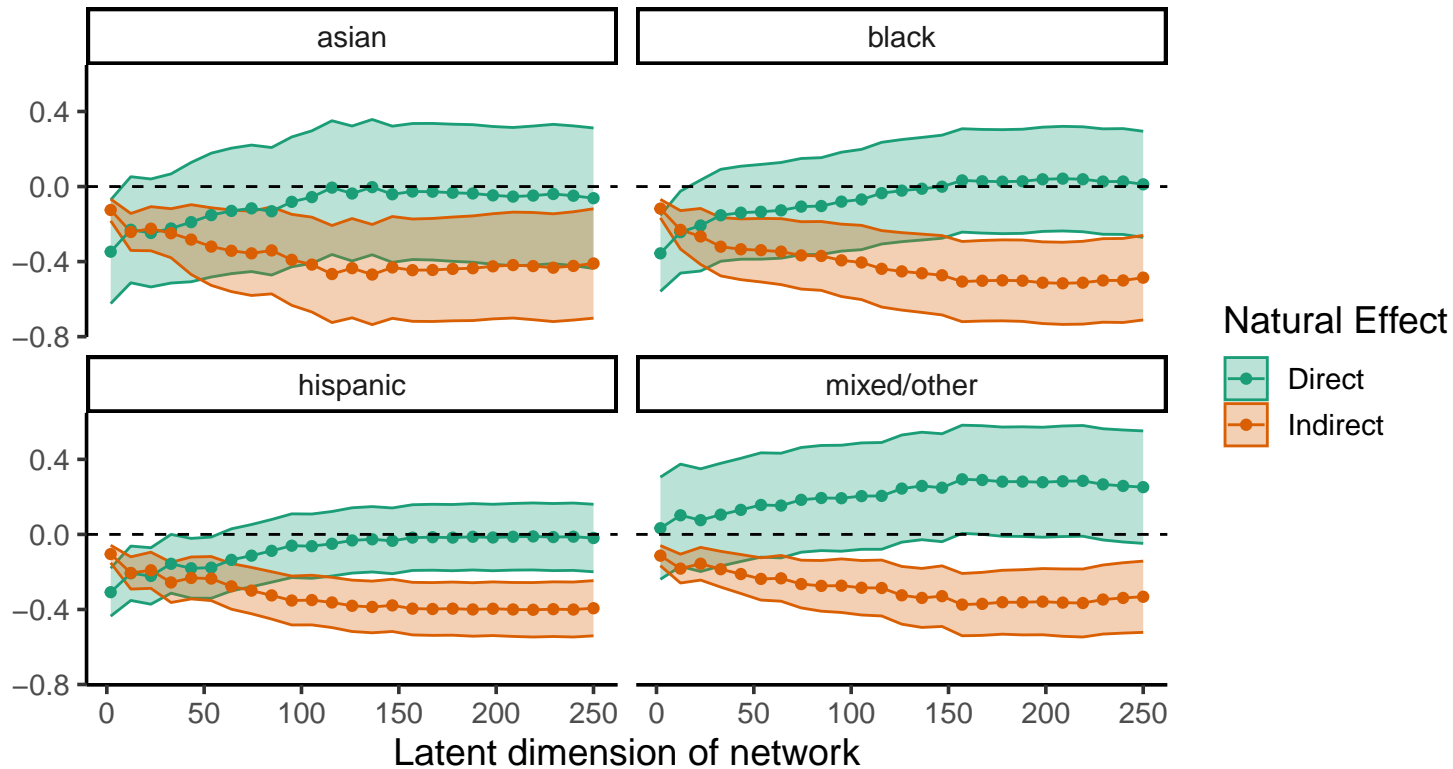 asian
black
0.4
0.0
−0.4
−0.8
hispanic
mixed/other
0.4
0.0
−0.4
−0.8
0 50 100 150 200 250
0 50 100 150 200 250
Latent dimension of network
Natural Effect
Direct
Indirect